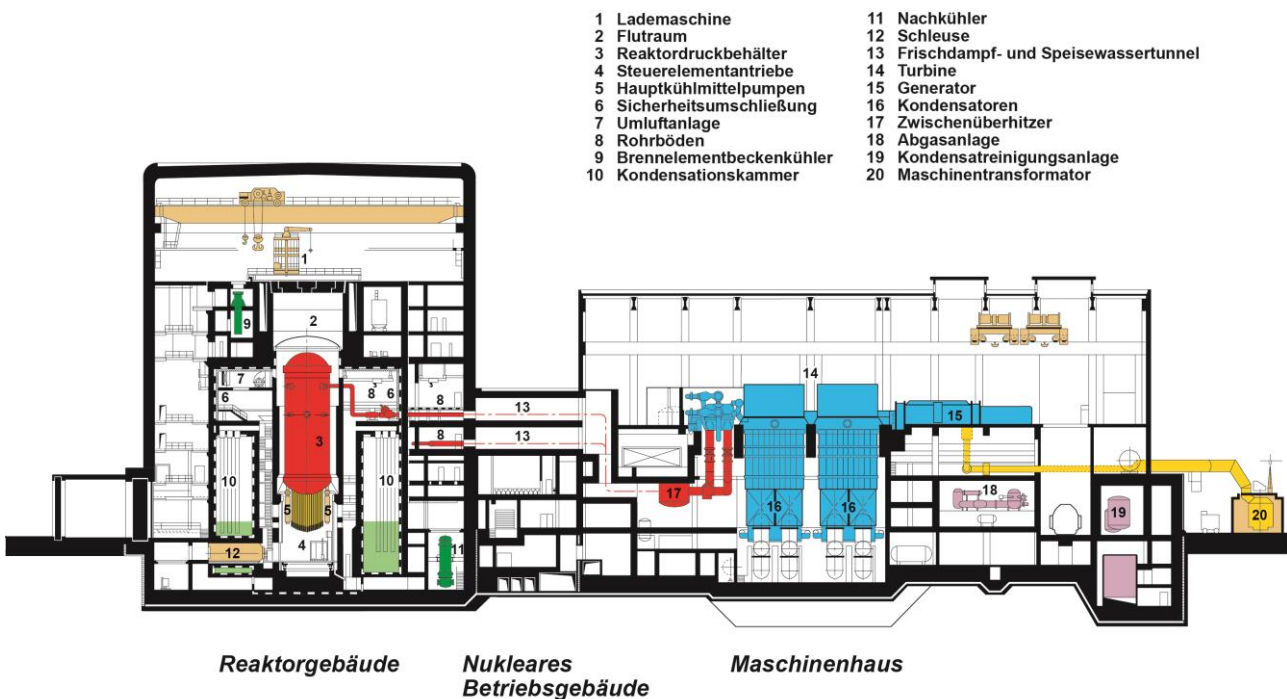 1 Lademaschine
2 Flutraum
3 Reaktordruckbehälter
4 Steuerelementantriebe
5 Hauptkühlmittelpumpen
6 Sicherheitsumschließung
7 Umluftanlage
8 Rohrböden
9 Brennelementbeckenkühler
10 Kondensationskammer
11 Nachkühler
12 Schleuse
13 Frischdampf- und Speisewassertunnel
14 Turbine
15 Generator
16 Kondensatoren
17 Zwischenüberhitzer
18 Abgasanlage
19 Kondensatreinigungsanlage
20 Maschinentransformator
1
2
9
7
8
6
6
8
13
14
15
3
8
13
10
10
17
16
16
18
19
20
5
5
4
11
12
Reaktorgebäude
Nukleares
Betriebsgebäude
Maschinenhaus